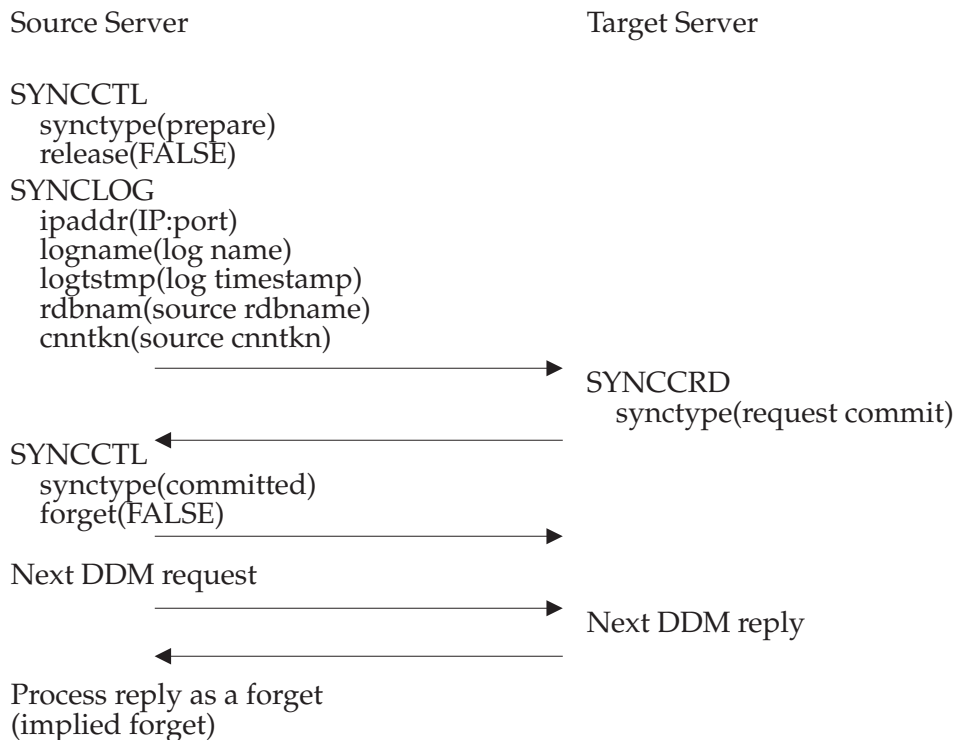 Source Server
Target Server
SYNCCTL
synctype(prepare)
release(FALSE)
SYNCLOG
ipaddr(IP:port)
logname(log name)
logtstmp(log timestamp)
rdbnam(source rdbname)
cnntkn(source cnntkn)
SYNCCRD
synctype(request commit)
SYNCCTL
synctype(committed)
forget(FALSE)
Next DDM request
Next DDM reply
Process reply as a forget
(implied forget)